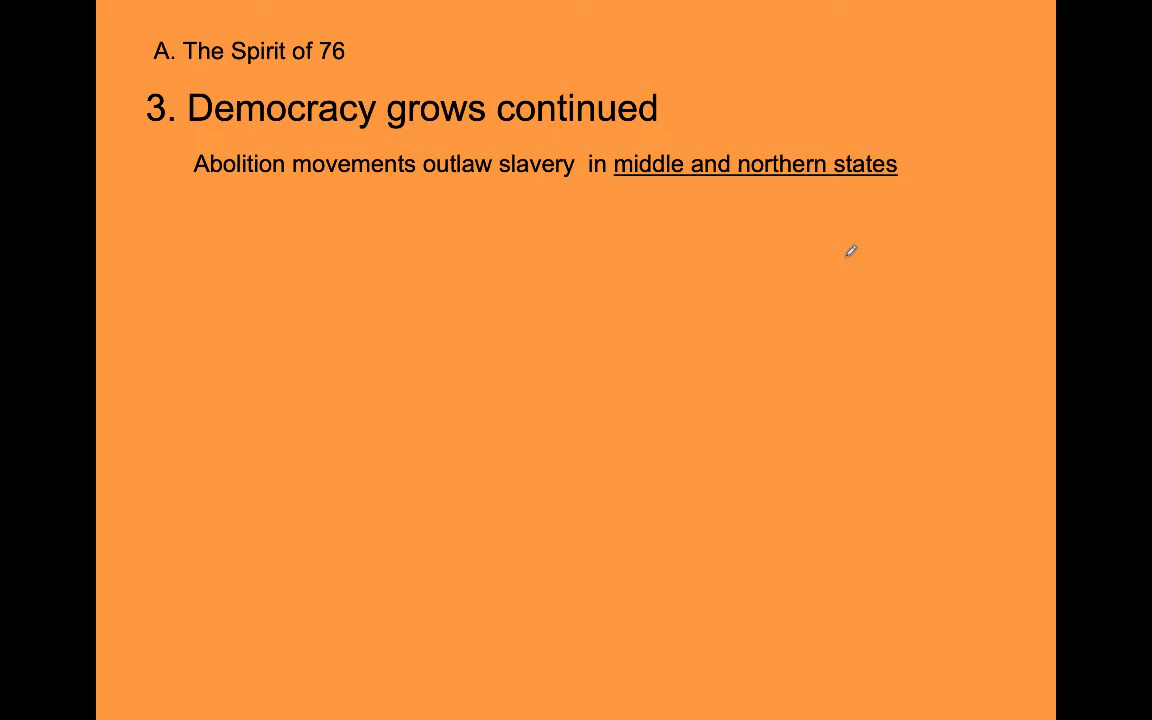 A. The Spirit of 76
3. Democracy grows continued
Abolition movements outlaw slavery  in middle and northern states